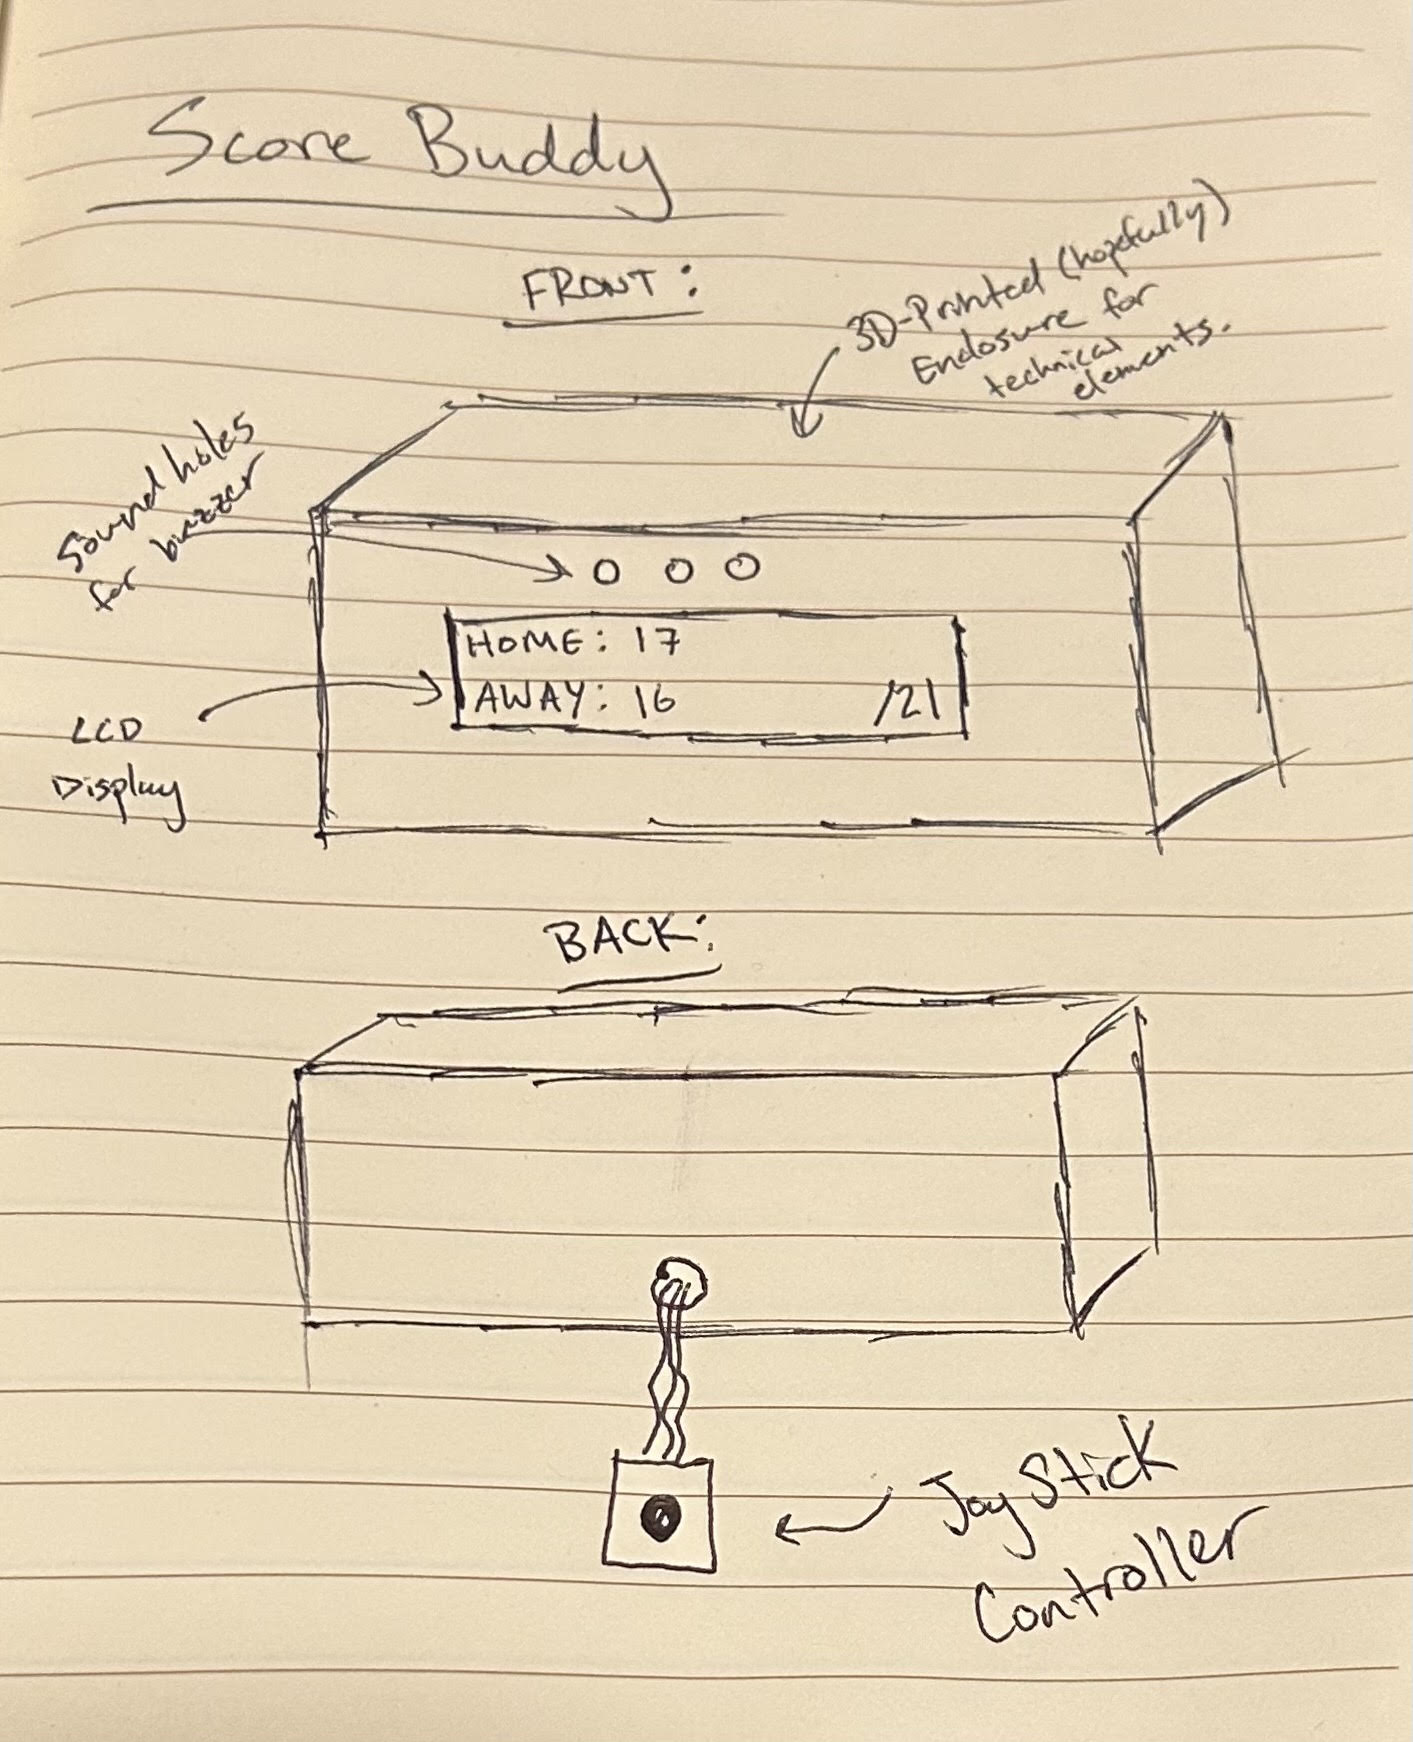 Score Buddy
FRONT:
3D-Printed (hopefully)
Enclosure for
technical
elements.
Sound holes
for buzzer
HOME: 17
AWAY: 16 /21
LCD
Display
BACK:
JoyStick
Controller